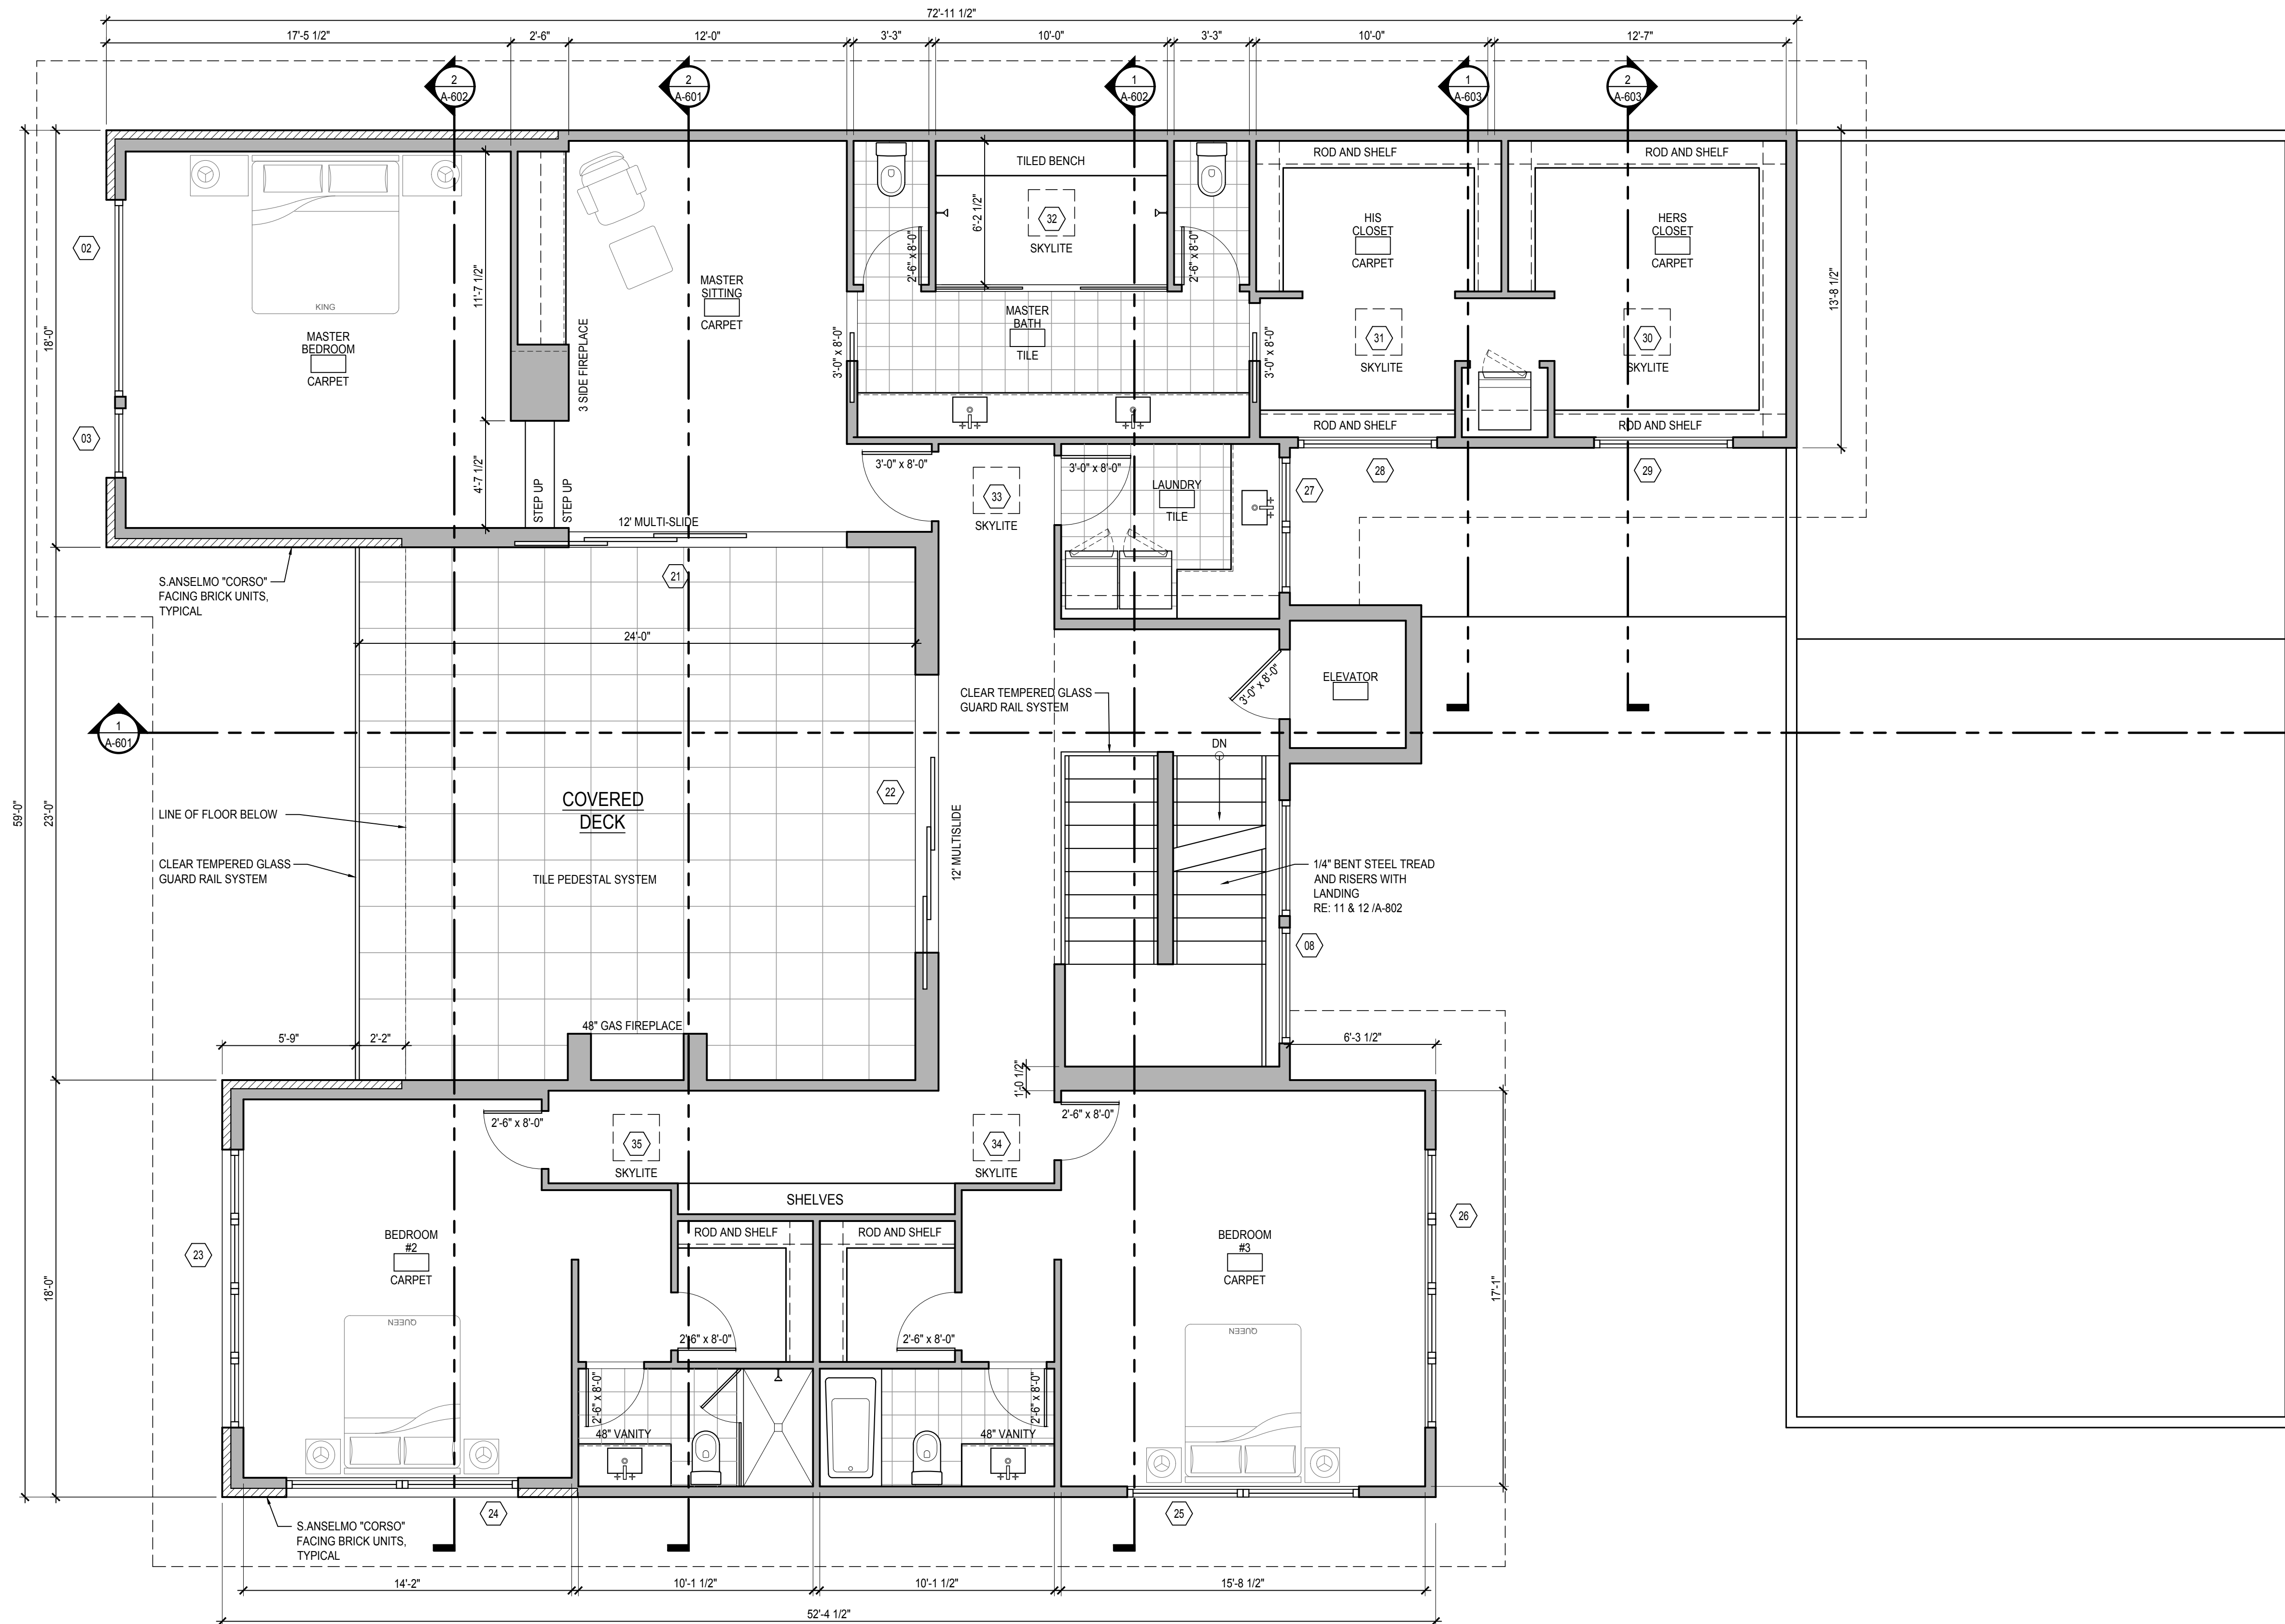 72'-11 1/2"
17'-5 1/2"
2'-6"
12'-0"
3'-3"
10'-0"
3'-3"
10'-0"
12'-7"
2
A-602
2
A-601
1
A-602
1
A-603
2
A-603
TILED BENCH
ROD AND SHELF
ROD AND SHELF
02
6'-2 1/2"
32
SKYLITE
2'-6" x 8'-0"
2'-6" x 8'-0"
HIS
CLOSET
CARPET
HERS
CLOSET
CARPET
KING
MASTER
BEDROOM
CARPET
11'-7 1/2"
MASTER
SITTING
CARPET
3 SIDE FIREPLACE
3'-0" x 8'-0"
MASTER
BATH
TILE
3'-0" x 8'-0"
31
SKYLITE
30
SKYLITE
13'-8 1/2"
18'-0"
03
ROD AND SHELF
ROD AND SHELF
4'-7 1/2"
STEP UP
STEP UP
12' MULTI-SLIDE
3'-0" x 8'-0"
33
SKYLITE
3'-0" x 8'-0"
LAUNDRY
TILE
27
28
29
S.ANSELMO "CORSO"
FACING BRICK UNITS,
TYPICAL
21
24'-0"
ELEVATOR
3'-0" x 8'-0"
CLEAR TEMPERED GLASS
GUARD RAIL SYSTEM
1
A-601
DN
59'-0"
23'-0"
LINE OF FLOOR BELOW
COVERED
DECK
22
12' MULTISLIDE
CLEAR TEMPERED GLASS
GUARD RAIL SYSTEM
TILE PEDESTAL SYSTEM
1/4" BENT STEEL TREAD
AND RISERS WITH
LANDING
RE: 11 & 12 /A-802
08
48" GAS FIREPLACE
5'-9"
2'-2"
6'-3 1/2"
1'-0 1/2"
2'-6" x 8'-0"
35
SKYLITE
34
SKYLITE
2'-6" x 8'-0"
SHELVES
ROD AND SHELF
ROD AND SHELF
23
BEDROOM
#2
CARPET
BEDROOM
#3
CARPET
26
18'-0"
17'-1"
QUEEN
QUEEN
2'-6" x 8'-0"
2'-6" x 8'-0"
2'-6" x 8'-0"
2'-6" x 8'-0"
48" VANITY
48" VANITY
24
25
S.ANSELMO "CORSO"
FACING BRICK UNITS,
TYPICAL
14'-2"
10'-1 1/2"
10'-1 1/2"
15'-8 1/2"
52'-4 1/2"